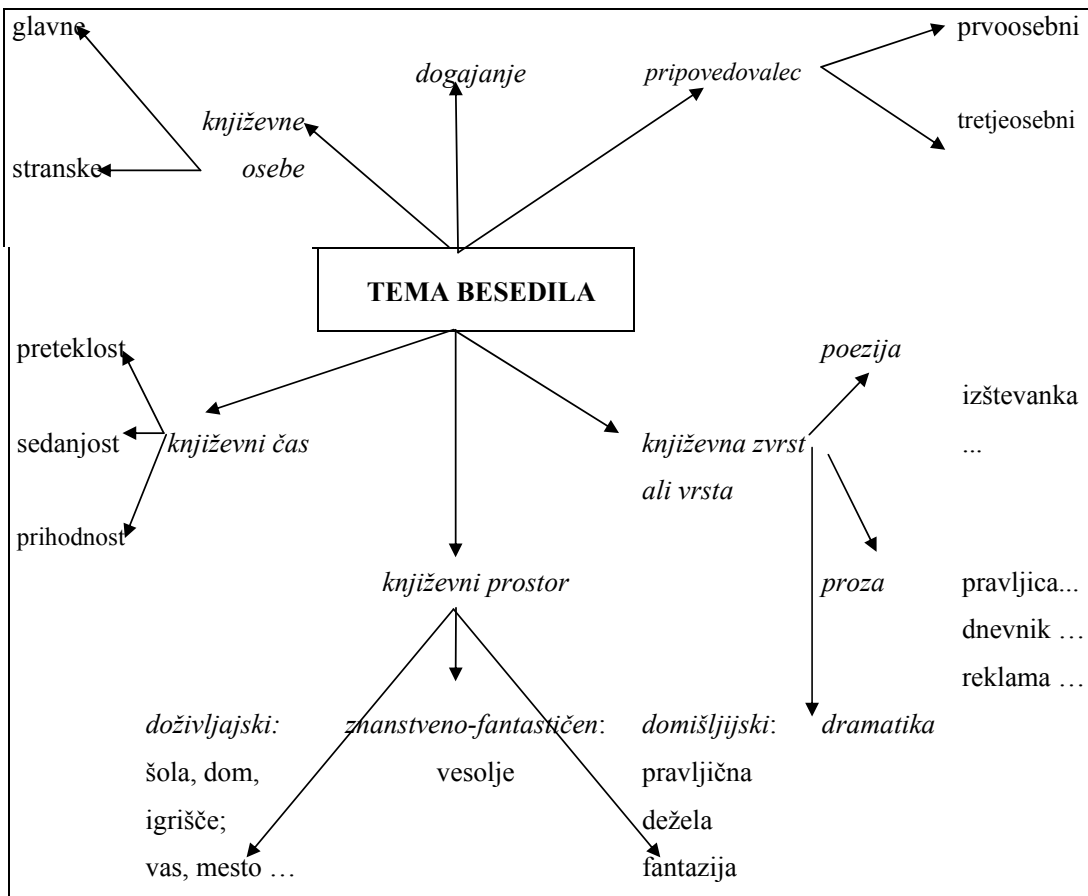 glavne
dogajanje
pripovedovalec
prvoosebni
književne
osebe
tretjeosebni
stranske
TEMA BESEDILA
preteklost
sedanjost
prihodnost
književni čas
poezija
izštevanka
...
književna zvrst
ali vrsta
književni prostor
proza
pravljica...
dnevnik …
reklama …
doživljajski:
šola, dom,
igrišče;
vas, mesto …
znanstveno-fantastičen:
vesolje
domišljijski:
pravljična
dežela
fantazija
dramatika